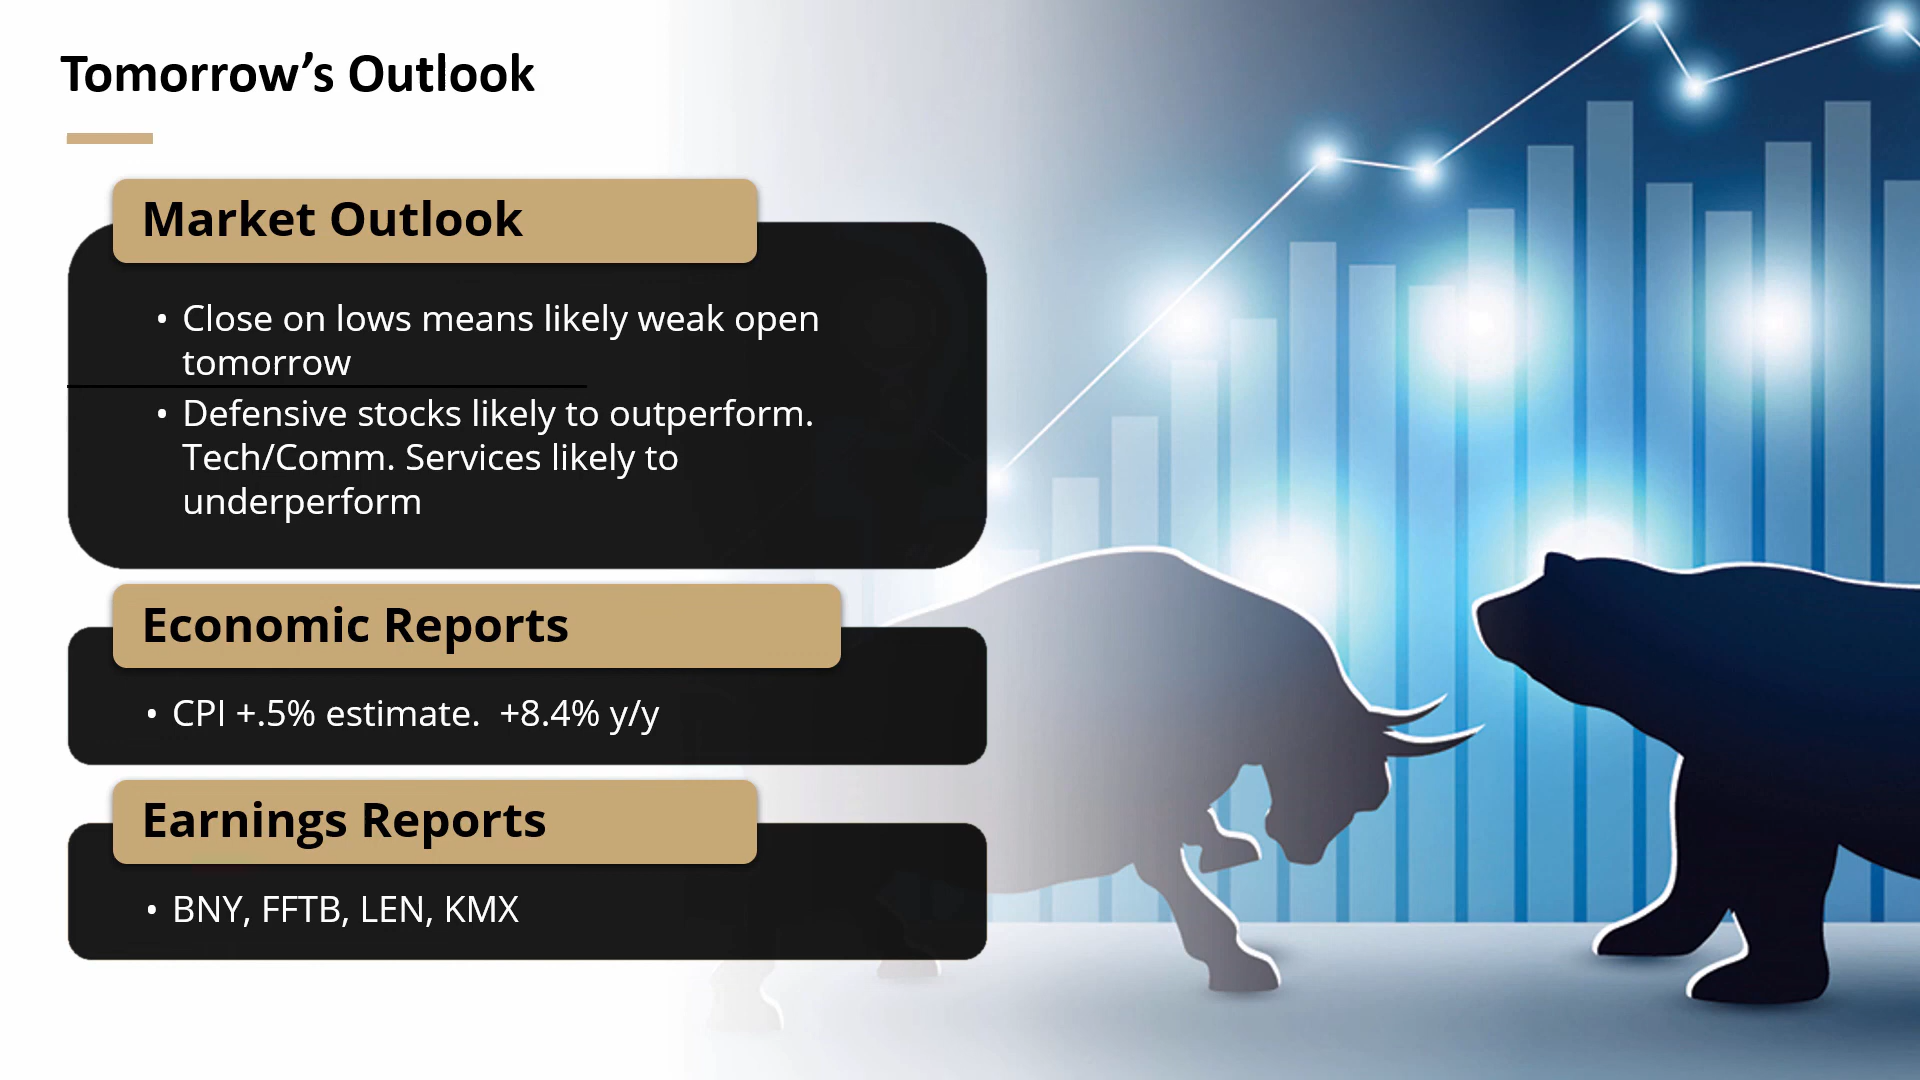 Tomorrow’s Outlook
Market Outlook
• Close on lows means likely weak open
tomorrow
• Defensive stocks likely to outperform.
Tech/Comm. Services likely to
underperform
Economic Reports
• CPI +.5% estimate.  +8.4% y/y
Earnings Reports
• BNY, FFTB, LEN, KMX